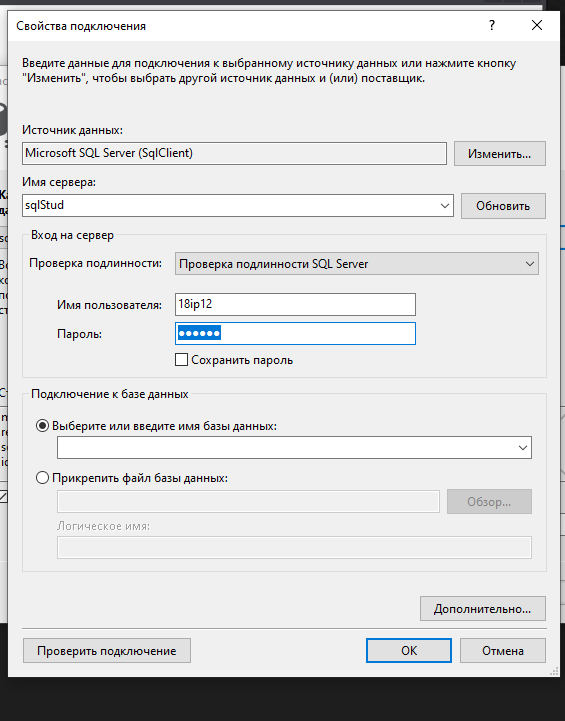 Свойства подключения
?
Введите данные для подключения к выбранному источнику данных или нажмите кнопку
"Изменить", чтобы выбрать другой источник данных и (или) поставщик.
Источник данных:
Microsoft SQL Server (SqlClient)
Изменить...
Имя сервера:
sqlStud
Обновить
Вход на сервер
Проверка подлинности:
Проверка подлинности SQL Server
Имя пользователя:
18ip12
Пароль:
●●●●●●
Сохранить пароль
Подключение к базе данных
Выберите или введите имя базы данных:
Прикрепить файл базы данных:
Обзор...
Логическое имя:
Дополнительно...
Проверить подключение
ОК
Отмена